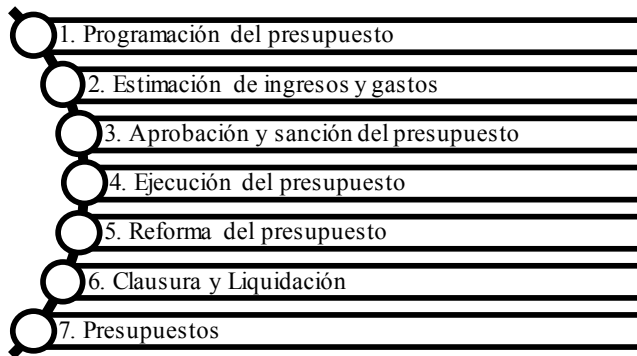 1. Programación del presupuesto
2. Estimación de ingresos y gastos
3. Aprobación y sanción del presupuesto
4. Ejecución del presupuesto
5. Reforma del presupuesto
6. Clausura y Liquidación
7. Presupuestos